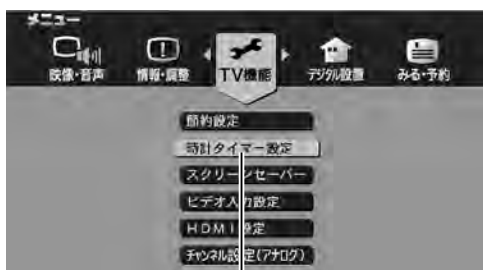 メニュー
映像・音声 情報・調整 TV機能 デジタル設置 みる・予約
節約設定
時計タイマー設定
スクリーンセーバー
ビデオ入力設定
HDMI設定
チャンネル設定(アナログ)